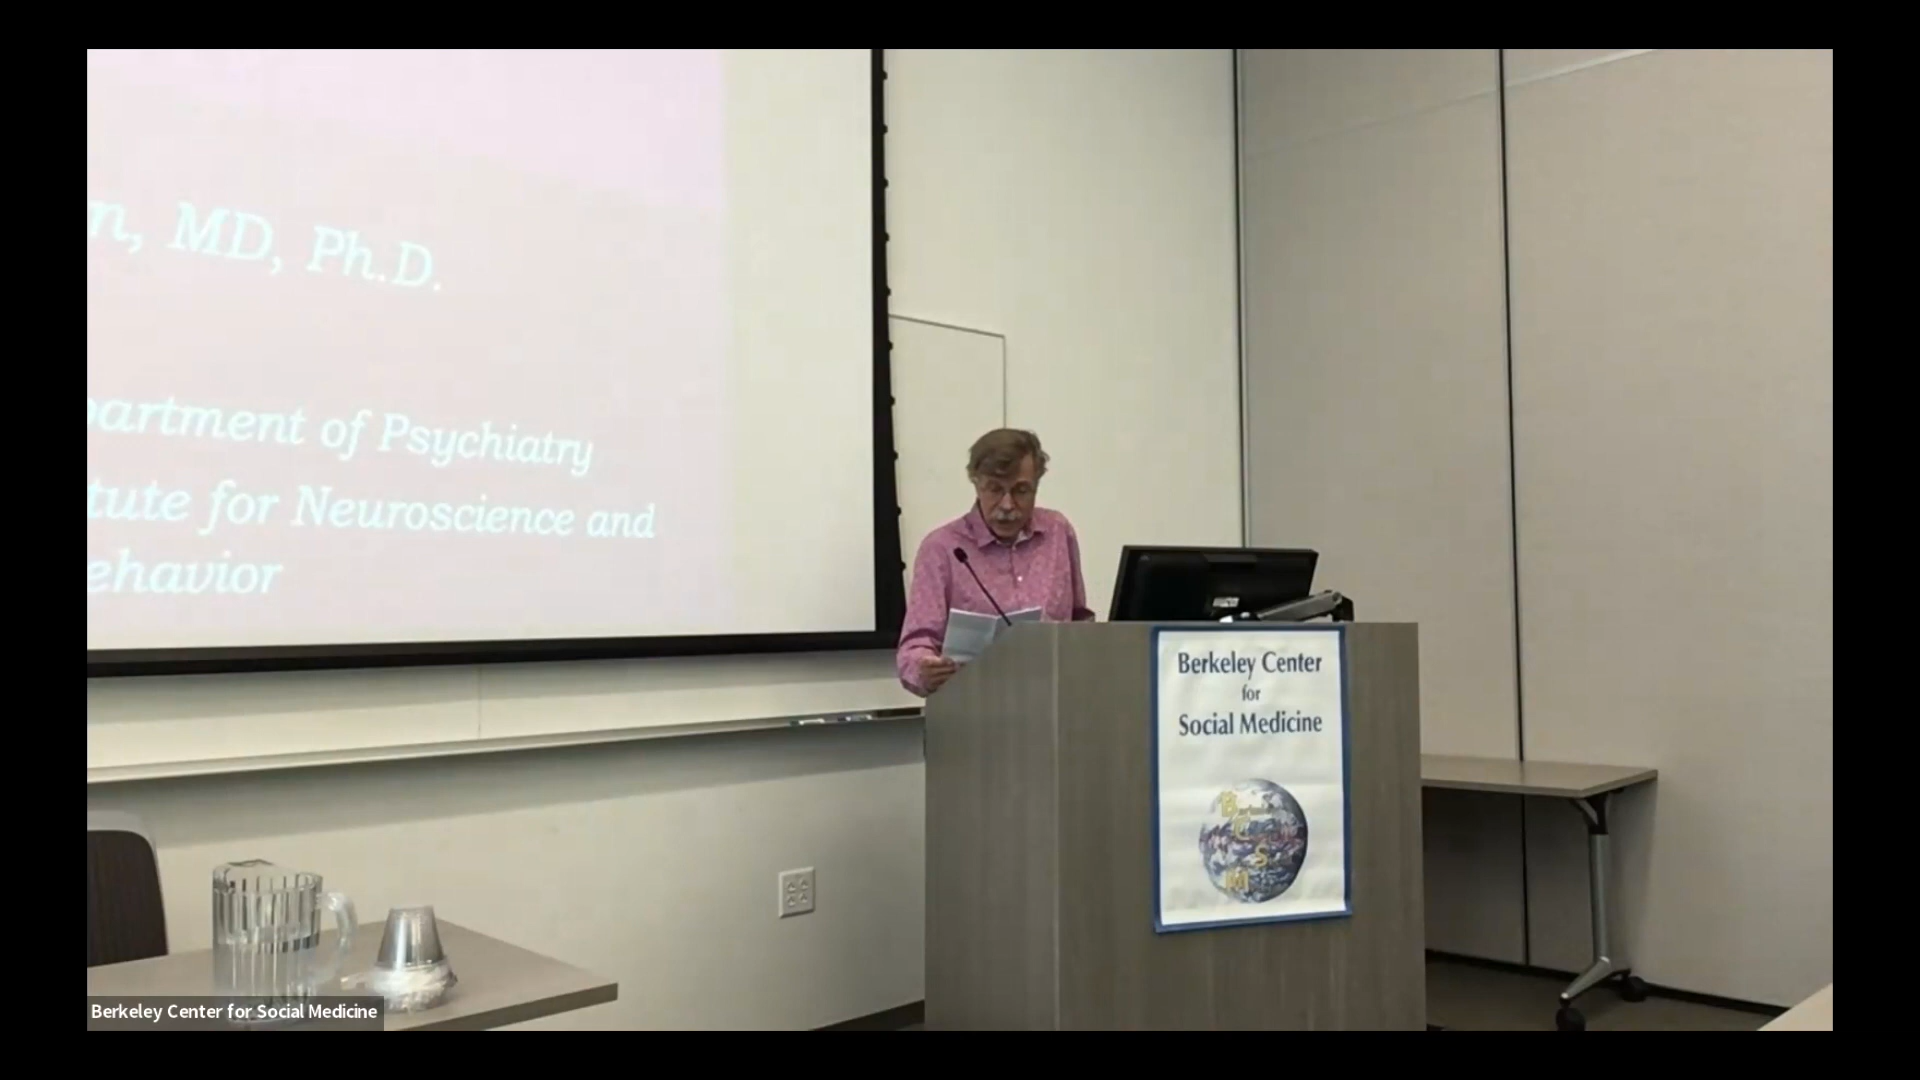 n, MD, Ph.D.
partment of Psychiatry
tute for Neuroscience and
ehavior
Berkeley Center
for
Social Medicine
B
C
S
M
Berkeley Center for Social Medicine